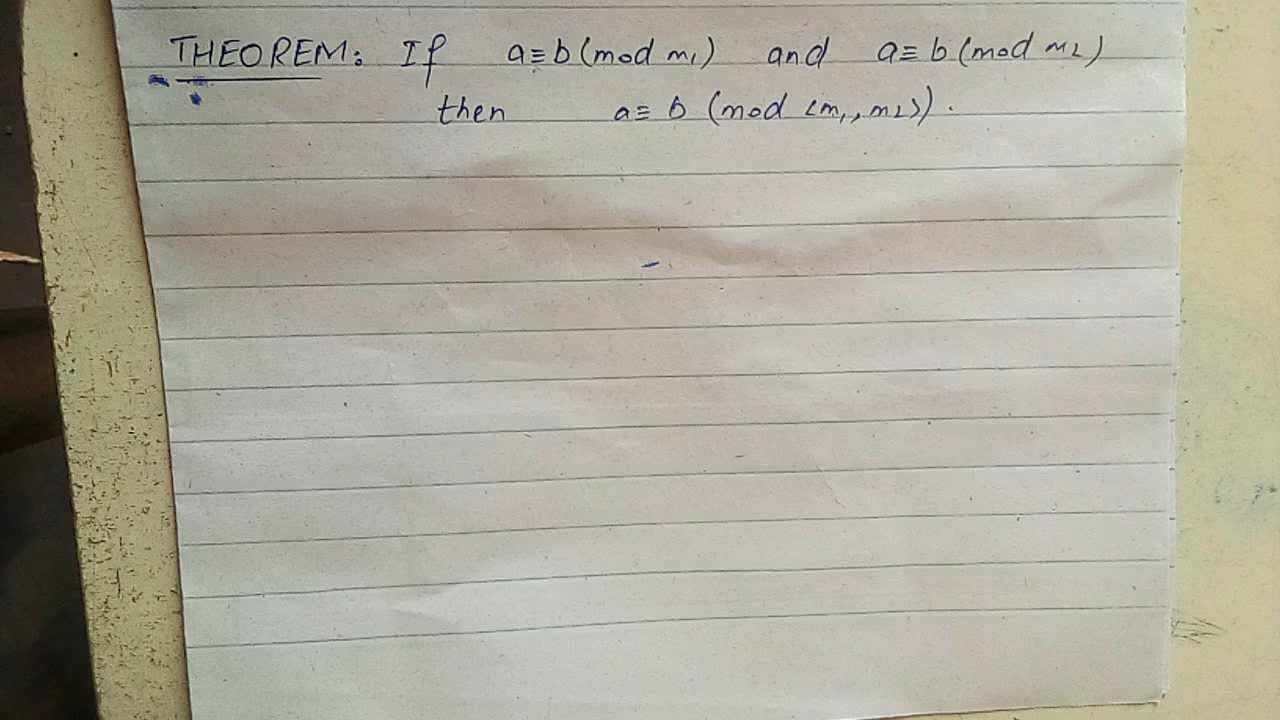 THEOREM: If a≡b (mod m₁) and a≡ b (mod m₂)
then a≡ b (mod <m₁, m₂>).